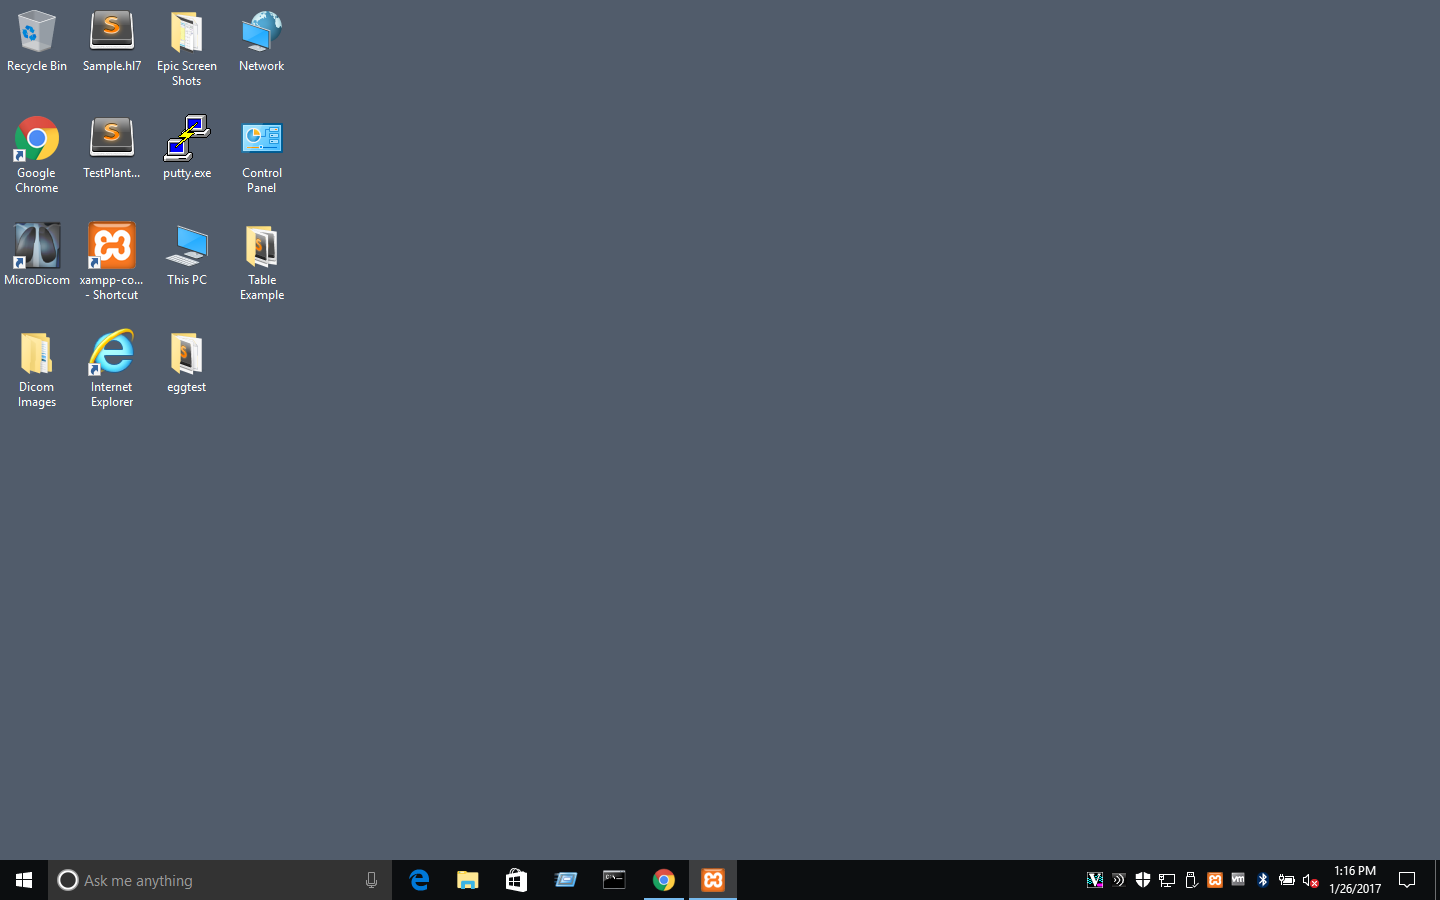 Recycle Bin
Sample.hl7
Epic Screen
Shots
Network
Google
Chrome
TestPlant...
putty.exe
Control
Panel
MicroDicom
xampp-co...
- Shortcut
This PC
Table
Example
Dicom
Images
Internet
Explorer
eggtest
Ask me anything
1:16 PM
1/26/2017